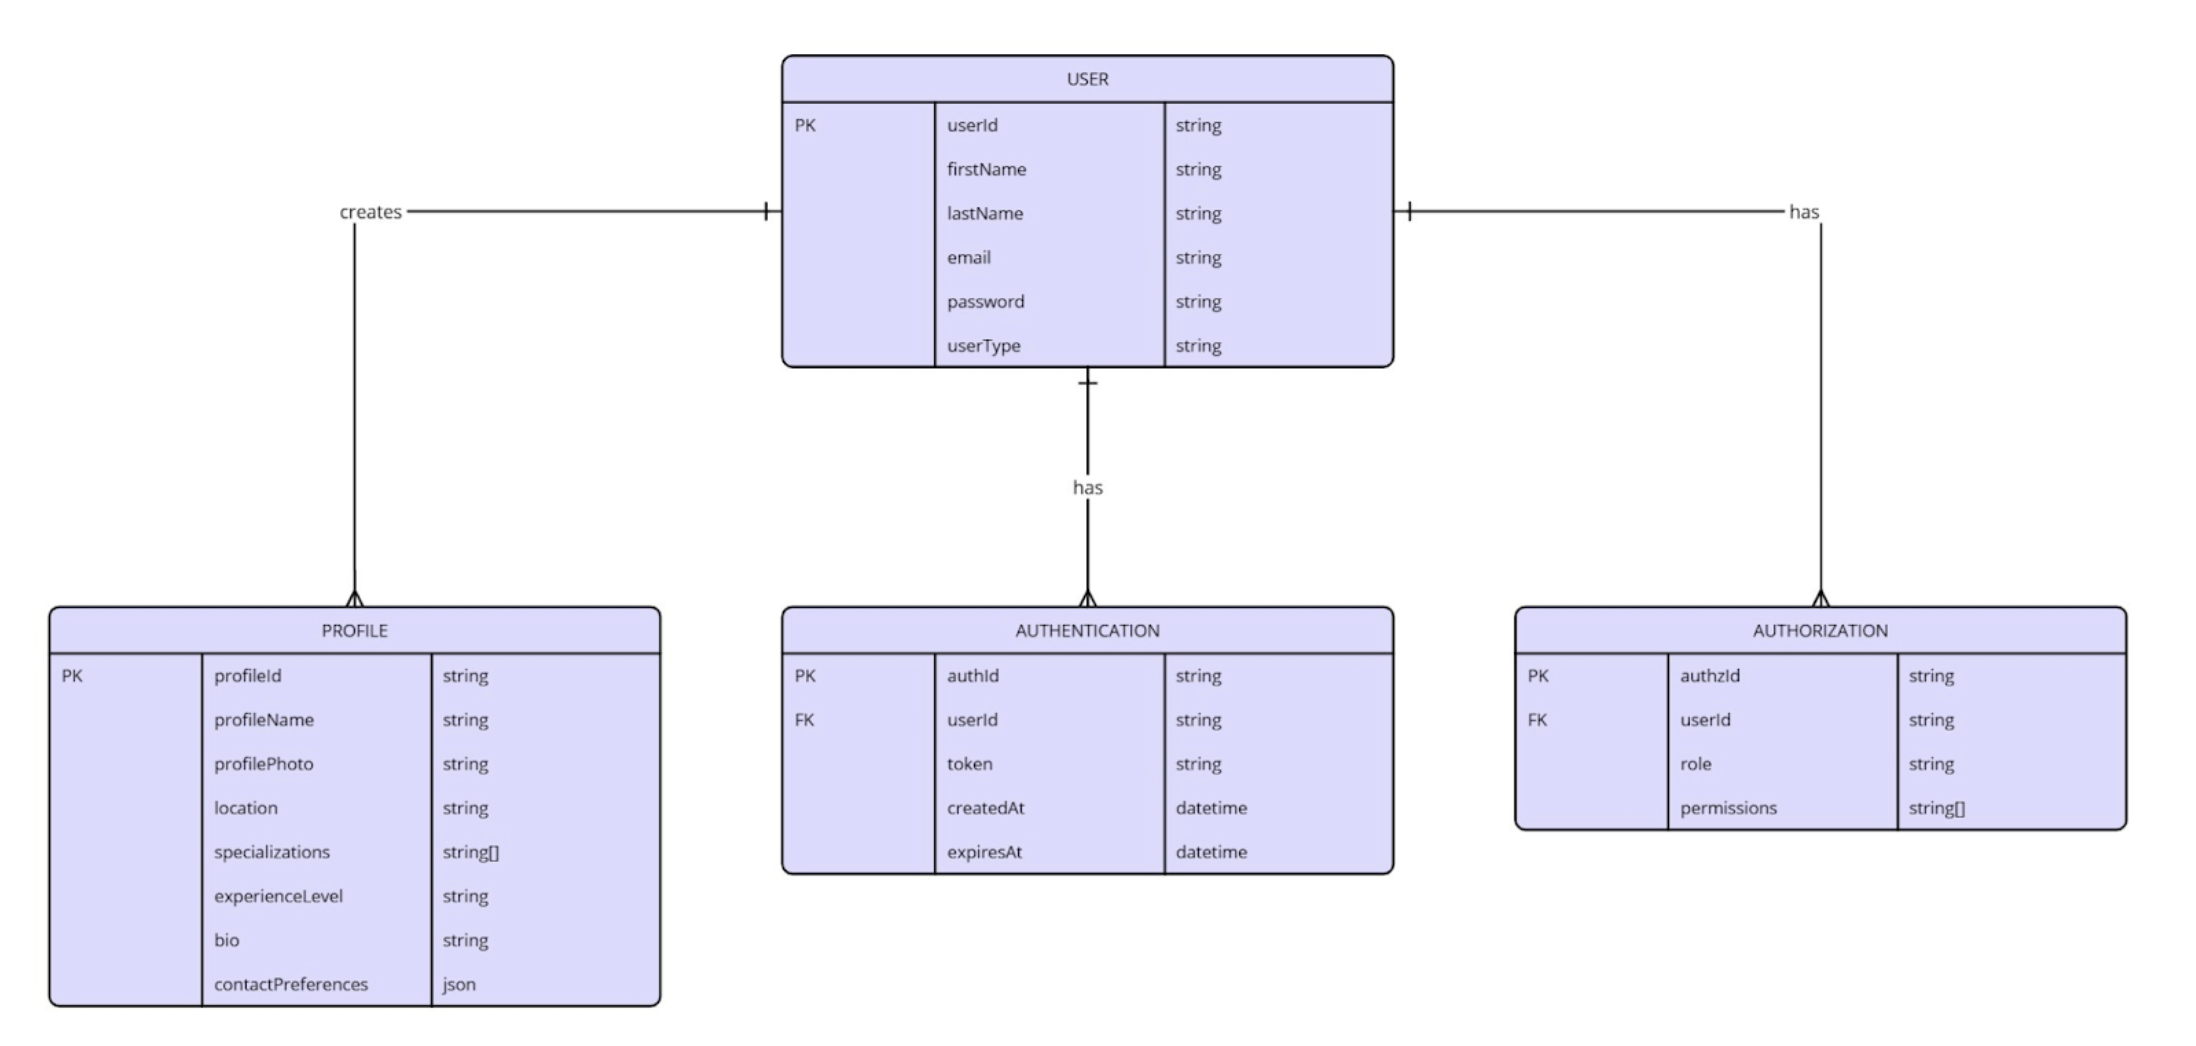 USER
PK userId string
firstName string
lastName string
email string
password string
userType string
creates
has
has
PROFILE
PK profileId string
profileName string
profilePhoto string
location string
specializations string[]
experienceLevel string
bio string
contactPreferences json
AUTHENTICATION
PK authId string
FK userId string
token string
createdAt datetime
expiresAt datetime
AUTHORIZATION
PK authzId string
FK userId string
role string
permissions string[]